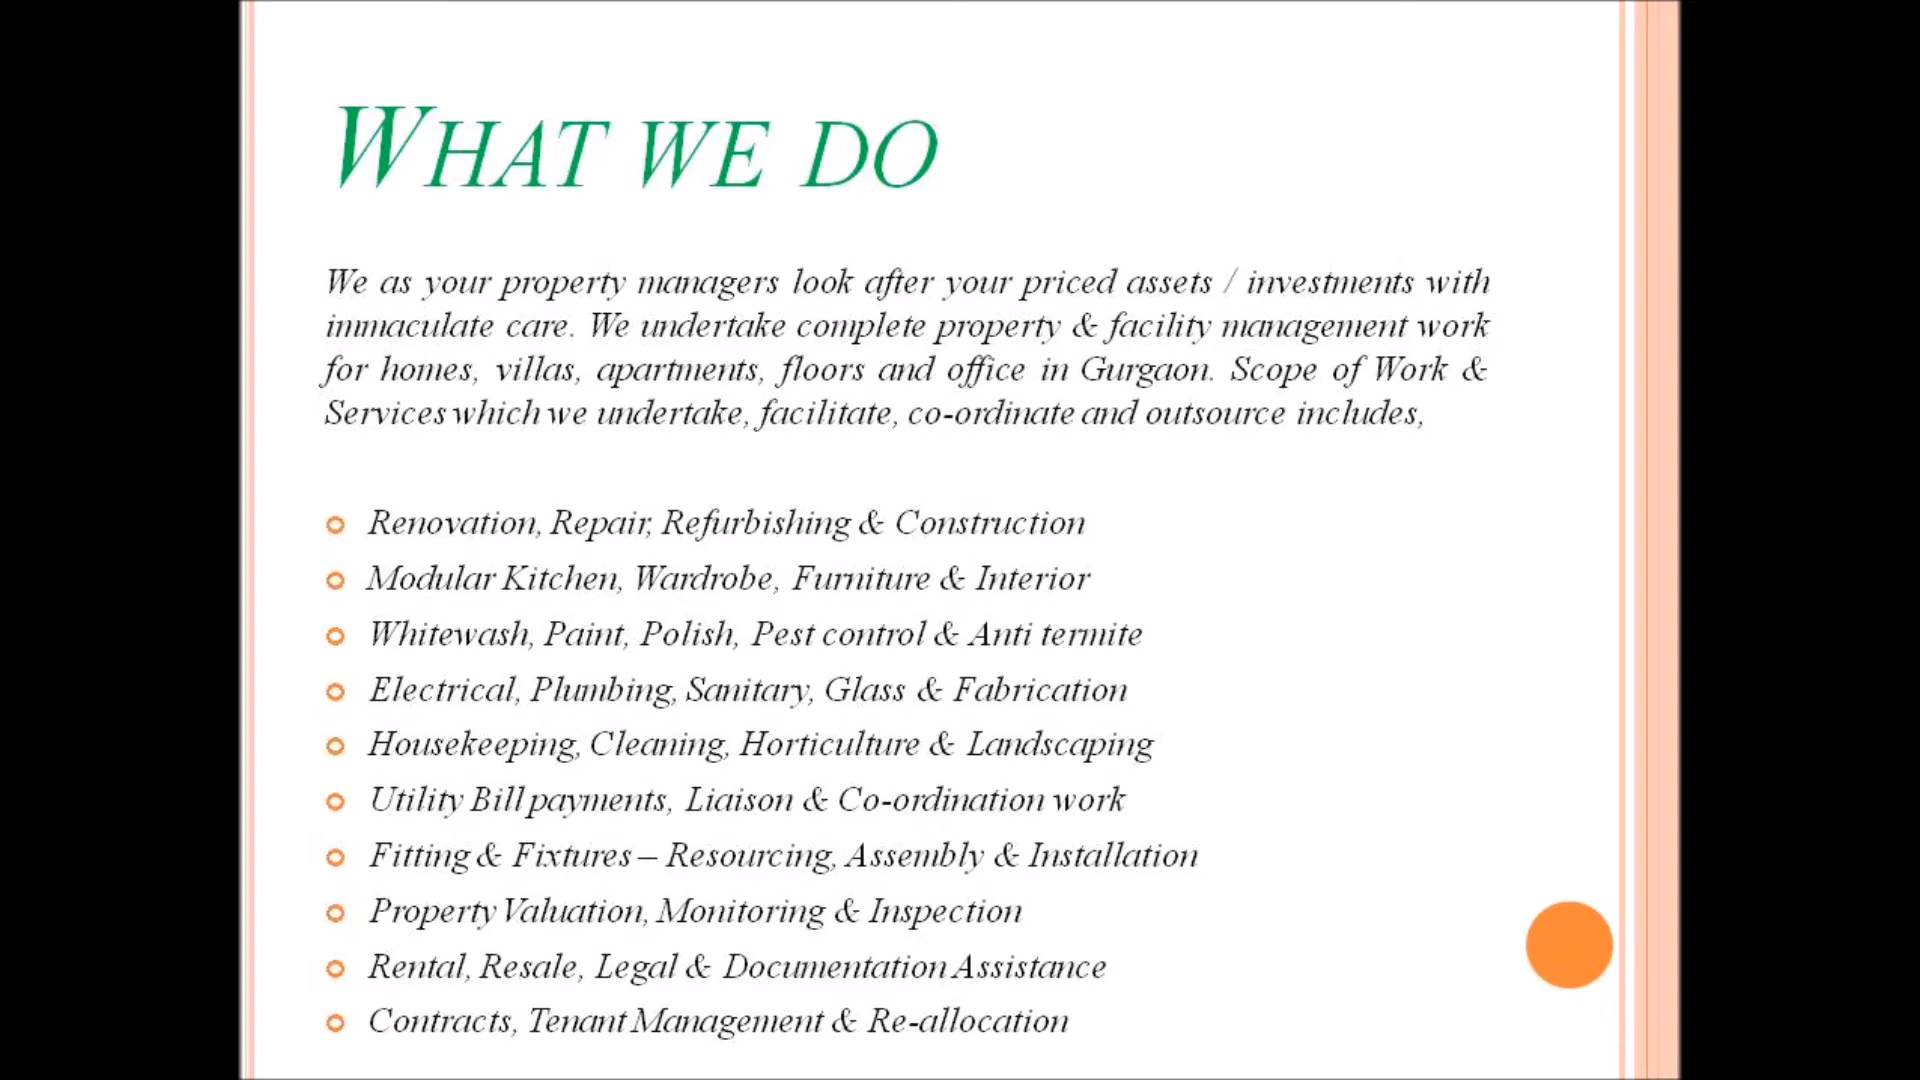 WHAT WE DO
We as your property managers look after your priced assets / investments with
immaculate care. We undertake complete property & facility management work
for homes, villas, apartments, floors and office in Gurgaon. Scope of Work &
Services which we undertake, facilitate, co-ordinate and outsource includes,
Renovation, Repair, Refurbishing & Construction
Modular Kitchen, Wardrobe, Furniture & Interior
Whitewash, Paint, Polish, Pest control & Anti termite
Electrical, Plumbing, Sanitary, Glass & Fabrication
Housekeeping, Cleaning, Horticulture & Landscaping
Utility Bill payments, Liaison & Co-ordination work
Fitting & Fixtures – Resourcing, Assembly & Installation
Property Valuation, Monitoring & Inspection
Rental, Resale, Legal & Documentation Assistance
Contracts, Tenant Management & Re-allocation